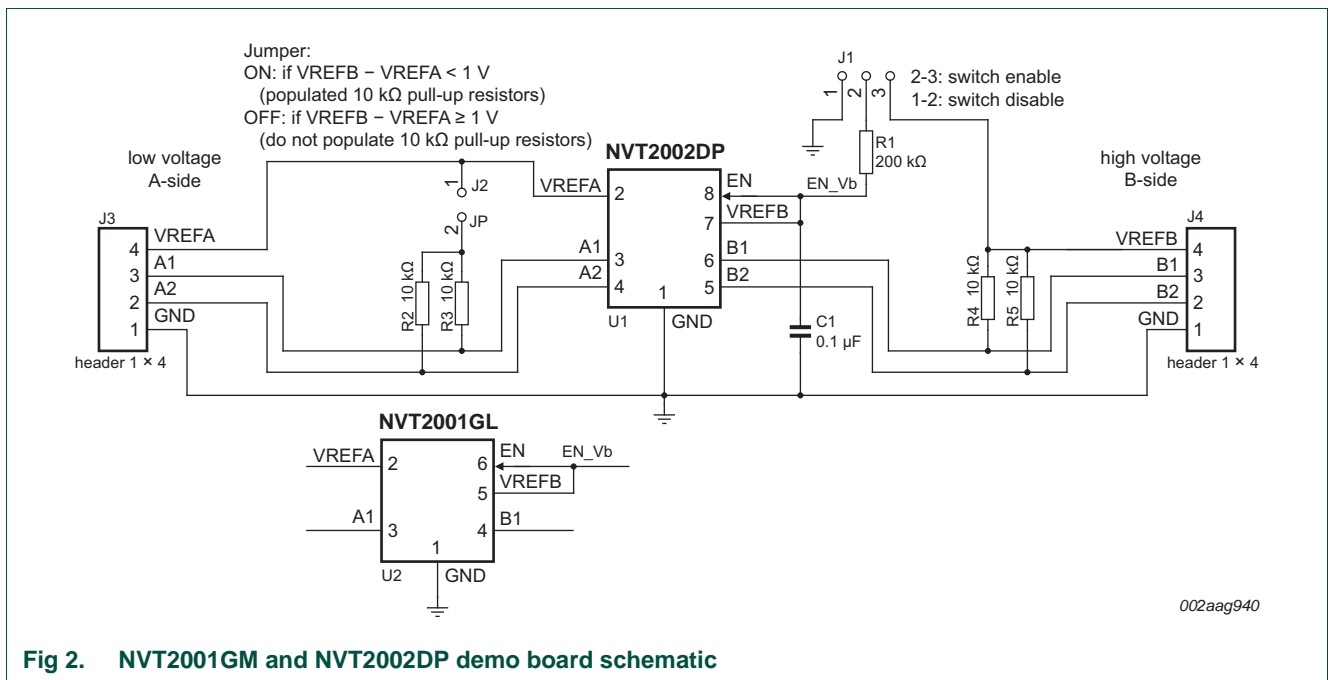 Jumper:
ON: if VREFB − VREFA < 1 V
(populated 10 kΩ pull-up resistors)
OFF: if VREFB − VREFA ≥ 1 V
(do not populate 10 kΩ pull-up resistors)
J1
1
2
3
2-3: switch enable
1-2: switch disable
R1
200 kΩ
low voltage
A-side
high voltage
B-side
NVT2002DP
VREFA
2
8
EN
EN_Vb
7
VREFB
A1
3
6
B1
A2
4
5
B2
1
GND
U1
1
J2
2
JP
J3
4
VREFA
3
A1
2
A2
1
GND
header 1 × 4
R2 10 kΩ
R3 10 kΩ
C1
0.1 μF
R4 10 kΩ
R5 10 kΩ
J4
VREFB
4
B1
3
B2
2
GND
1
header 1 × 4
NVT2001GL
VREFA
2
6
EN
EN_Vb
5
VREFB
A1
3
4
B1
1
U2
GND
002aag940
Fig 2. NVT2001GM and NVT2002DP demo board schematic